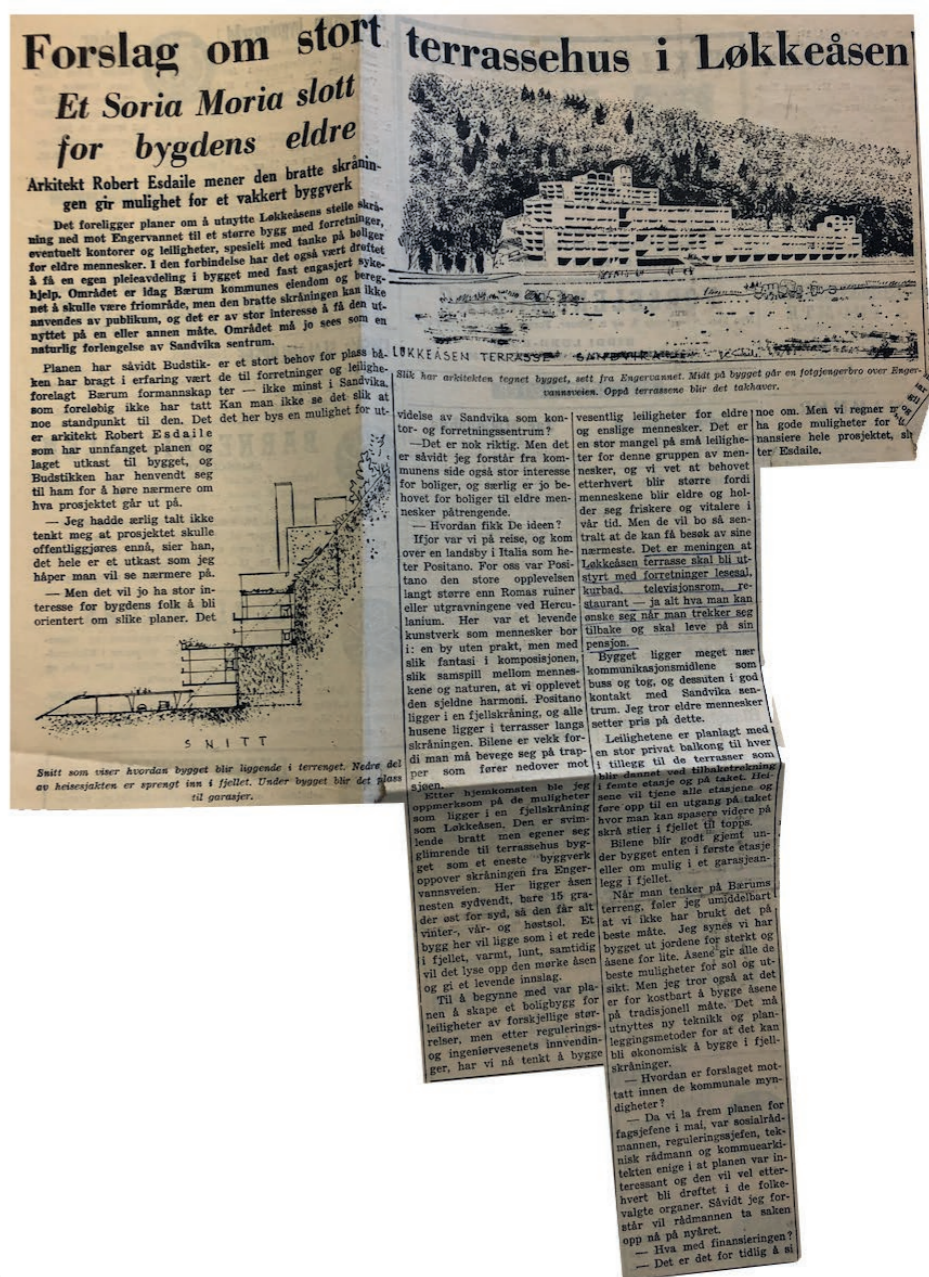 Forslag om stort terrassehus i Løkkeåsen
Et Soria Moria slott
for bygdens eldre
Arkitekt Robert Esdaile mener den bratte skrånin-
gen gir mulighet for et vakkert byggverk
Det foreligger planer om å utnytte Løkkeåsens steile skrå-
ning ned mot Engervannet til et større bygg med forretninger,
eventuelt kontorer og leiligheter, spesielt med tanke på boliger
for eldre mennesker. I den forbindelse har det også vært drøftet
å få en egen pleieavdeling i bygget med fast engasjert syke-
hjelp. Området er idag Bærum kommunes eiendom og bereg-
net å skulle være friområde, men den bratte skråningen kan ikke
anvendes av publikum, og det er av stor interesse å få den ut-
nyttet på en eller annen måte. Området må jo sees som en
naturlig forlengelse av Sandvika sentrum.
Planen har såvidt Budstik-
ken har bragt i erfaring vært
forelagt Bærum formannskap
som foreløbig ikke har tatt
noe standpunkt til den. Det
er arkitekt Robert Esdaile
som har unnfanget planen og
laget utkast til bygget, og
Budstikken har henvendt seg
til ham for å høre nærmere om
hva prosjektet går ut på.
— Jeg hadde ærlig talt ikke
tenkt meg at prosjektet skulle
offentliggjøres ennå, sier han,
det hele er et utkast som jeg
håper man vil se nærmere på.
— Men det vil jo ha stor in-
teresse for bygdens folk å bli
orientert om slike planer. Det
er et stort behov for plass bå-
de til forretninger og leilighe-
ter — ikke minst i Sandvika.
Kan man ikke se det slik at
det her bys en mulighet for ut-
SNITT
Snitt som viser hvordan bygget blir liggende i terrenget. Nedre del
av heisesjakten er sprengt inn i fjellet. Under bygget blir det plass
til garasjer.
LØKKEÅSEN TERRASSE SANDVIKA
Slik har arkitekten tegnet bygget, sett fra Engervannet. Midt på bygget går en fotgjengerbro over Enger-
vannsveien. Oppå terrassene blir det takhaver.
videlse av Sandvika som kon-
tor- og forretningssentrum?
—Det er nok riktig. Men det
er såvidt jeg forstår fra kom-
munens side også stor interesse
for boliger, og særlig er jo be-
hovet for boliger til eldre men-
nesker påtrengende.
— Hvordan fikk De ideen?
Ifjor var vi på reise, og kom
over en landsby i Italia som he-
ter Positano. For oss var Posi-
tano den store opplevelsen
langt større enn Romas ruiner
eller utgravningene ved Hercu-
lanium. Her var et levende
kunstverk som mennesker bor
i: en by uten prakt, men med
slik fantasi i komposisjonen,
slik samspill mellom mennes-
kene og naturen, at vi opplevet
den sjeldne harmoni. Positano
ligger i en fjellskråning, og alle
husene ligger i terrasser langs
skråningen. Bilene er vekk for-
di man må bevege seg på trap-
per som fører nedover mot
sjøen.
Etter hjemkomsten ble jeg
oppmerksom på de muligheter
som ligger i en fjellskråning
som Løkkeåsen. Den er svim-
lende bratt men egener seg
glimrende til terrassehus byg-
get som et eneste byggverk
oppover skråningen fra Enger-
vannsveien. Her ligger åsen
nesten sydvendt, bare 15 gra-
der øst for syd, så den får alt
vinter-, vår- og høstsol. Et
bygg her vil ligge som i et rede
i fjellet, varmt, lunt, samtidig
vil det lyse opp den mørke åsen
og gi et levende innslag.
Til å begynne med var pla-
nen å skape et boligbygg for
leiligheter av forskjellige stør-
relser, men etter regulerings-
og ingeniørvesenets innvendin-
ger, har vi nå tenkt å bygge
vesentlig leiligheter for eldre
og enslige mennesker. Det er
en stor mangel på små leilighe-
ter for denne gruppen av men-
nesker, og vi vet at behovet
etterhvert blir større fordi
menneskene blir eldre og hol-
der seg friskere og vitalere i
vår tid. Men de vil bo så sen-
tralt at de kan få besøk av sine
nærmeste. Det er meningen at
Løkkeåsen terrasse skal bli ut-
styrt med forretninger lesesal,
kurbad, televisjonsrom, re-
staurant — ja alt hva man kan
ønske seg når man trekker seg
tilbake og skal leve på sin
pensjon.
Bygget ligger meget nær
kommunikasjonsmidlene som
buss og tog, og dessuten i god
kontakt med Sandvika sen-
trum. Jeg tror eldre mennesker
setter pris på dette.
Leilighetene er planlagt med
en stor privat balkong til hver
i tillegg til de terrasser som
blir dannet ved tilbaketrekning
i femte etasje og på taket. Hei-
sene vil tjene alle etasjene og
føre opp til en utgang på taket
hvor man kan spasere videre på
skrå stier i fjellet til topps.
Bilene blir godt gjemt un-
der bygget enten i første etasje
eller om mulig i et garasjean-
legg i fjellet.
Når man tenker på Bærums
terreng, føler jeg umiddelbart
at vi ikke har brukt det på
beste måte. Jeg synes vi har
bygget ut jordene for sterkt og
åsene for lite. Åsene gir alle de
beste muligheter for sol og ut-
sikt. Men jeg tror også at det
er for kostbart å bygge åsene
på tradisjonell måte. Det må
utnyttes ny teknikk og plan-
leggingsmetoder for at det kan
bli økonomisk å bygge i fjell-
skråninger.
— Hvordan er forslaget mot-
tatt innen de kommunale myn-
digheter?
— Da vi la frem planen for
fagsjefene i mai, var sosialråd-
mannen, reguleringssjefen, tek-
nisk rådmann og kommuearki-
tekten enige i at planen var in-
teressant og den vil vel etter-
hvert bli drøftet i de folke-
valgte organer. Såvidt jeg for-
står vil rådmannen ta saken
opp nå på nyåret.
— Hva med finansieringen?
— Det er det for tidlig å si
noe om. Men vi regner
ha gode muligheter for
nansiere hele prosjektet,
ter Esdaile.